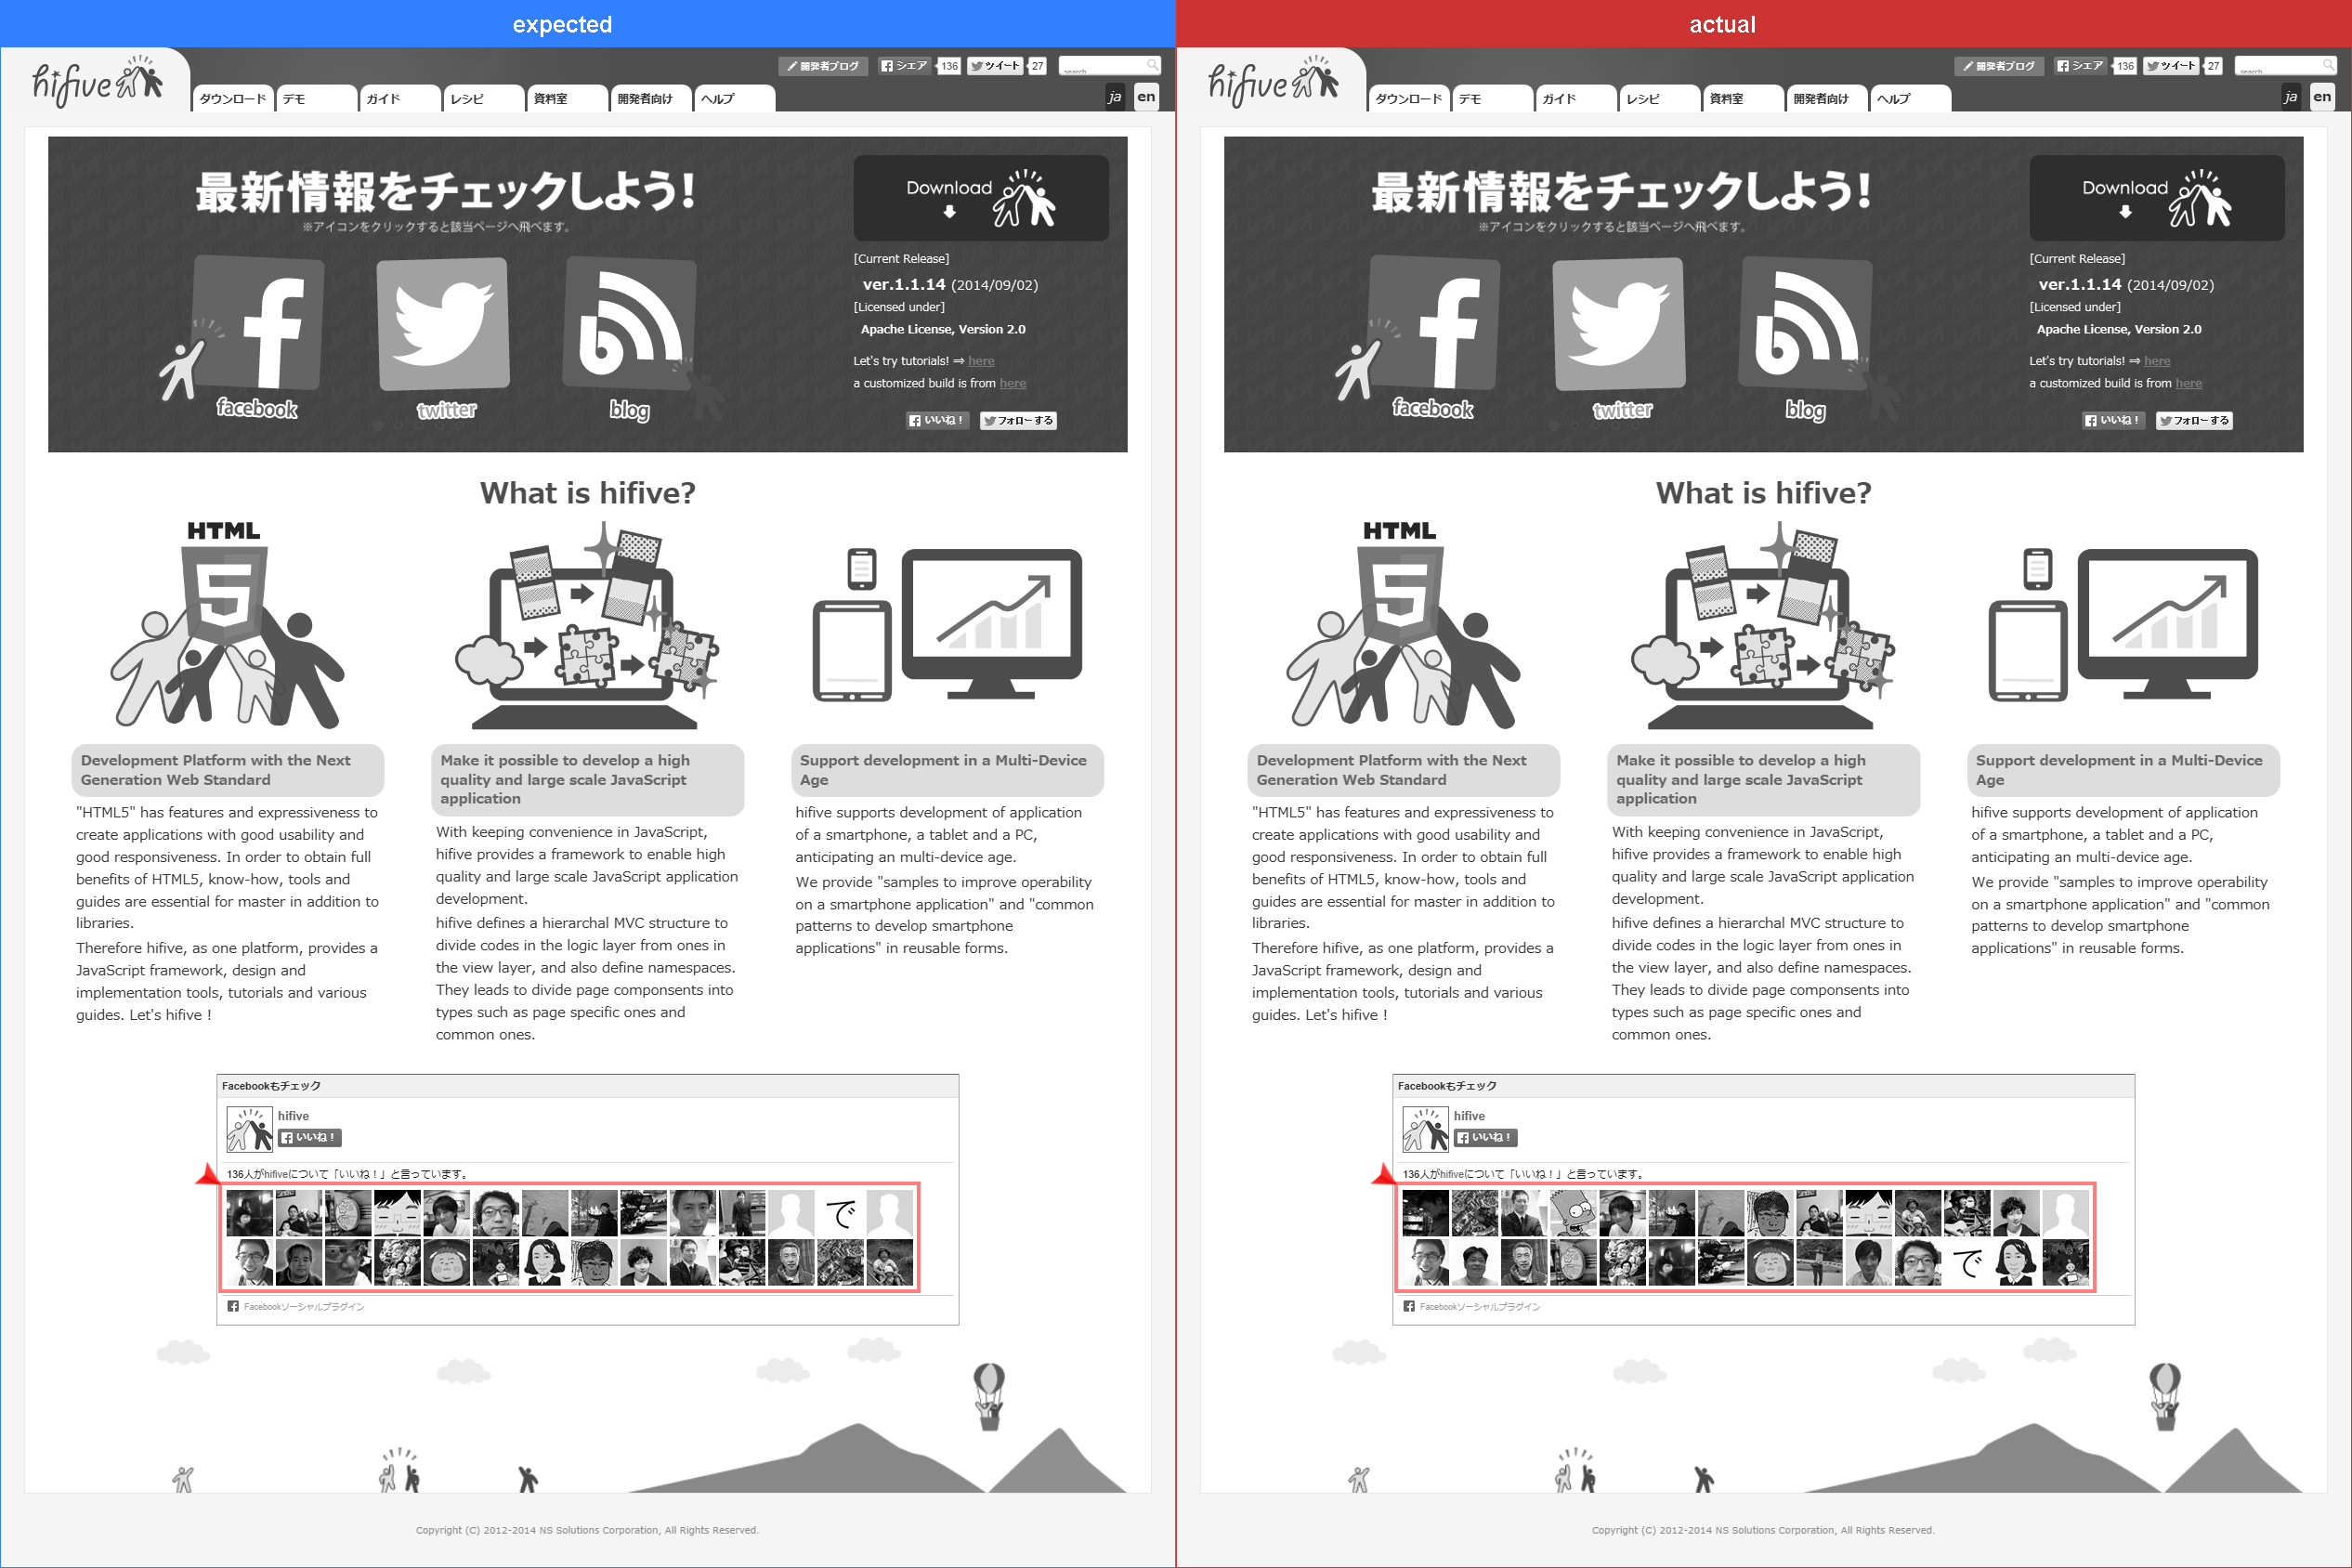 expected
hifive
開発者ブログ
シェア
136
ツイート
27
search
ダウンロード
デモ
ガイド
レシピ
資料室
開発者向け
ヘルプ
ja
en
最新情報をチェックしよう!
※アイコンをクリックすると該当ページへ飛べます。
facebook
twitter
blog
Download
[Current Release]
ver.1.1.14 (2014/09/02)
[Licensed under]
Apache License, Version 2.0
Let's try tutorials! ⇒ here
a customized build is from here
いいね！
フォローする
What is hifive?
HTML
5
Development Platform with the Next
Generation Web Standard
"HTML5" has features and expressiveness to
create applications with good usability and
good responsiveness. In order to obtain full
benefits of HTML5, know-how, tools and
guides are essential for master in addition to
libraries.
Therefore hifive, as one platform, provides a
JavaScript framework, design and
implementation tools, tutorials and various
guides. Let's hifive !
Make it possible to develop a high
quality and large scale JavaScript
application
With keeping convenience in JavaScript,
hifive provides a framework to enable high
quality and large scale JavaScript application
development.
hifive defines a hierarchal MVC structure to
divide codes in the logic layer from ones in
the view layer, and also define namespaces.
They leads to divide page componsents into
types such as page specific ones and
common ones.
Support development in a Multi-Device
Age
hifive supports development of application
of a smartphone, a tablet and a PC,
anticipating an multi-device age.
We provide "samples to improve operability
on a smartphone application" and "common
patterns to develop smartphone
applications" in reusable forms.
Facebookもチェック
hifive
いいね！
136人がhifiveについて「いいね！」と言っています。
で
Facebookソーシャルプラグイン
Copyright (C) 2012-2014 NS Solutions Corporation, All Rights Reserved.
actual
hifive
開発者ブログ
シェア
136
ツイート
27
search
ダウンロード
デモ
ガイド
レシピ
資料室
開発者向け
ヘルプ
ja
en
最新情報をチェックしよう!
※アイコンをクリックすると該当ページへ飛べます。
facebook
twitter
blog
Download
[Current Release]
ver.1.1.14 (2014/09/02)
[Licensed under]
Apache License, Version 2.0
Let's try tutorials! ⇒ here
a customized build is from here
いいね！
フォローする
What is hifive?
HTML
5
Development Platform with the Next
Generation Web Standard
"HTML5" has features and expressiveness to
create applications with good usability and
good responsiveness. In order to obtain full
benefits of HTML5, know-how, tools and
guides are essential for master in addition to
libraries.
Therefore hifive, as one platform, provides a
JavaScript framework, design and
implementation tools, tutorials and various
guides. Let's hifive !
Make it possible to develop a high
quality and large scale JavaScript
application
With keeping convenience in JavaScript,
hifive provides a framework to enable high
quality and large scale JavaScript application
development.
hifive defines a hierarchal MVC structure to
divide codes in the logic layer from ones in
the view layer, and also define namespaces.
They leads to divide page componsents into
types such as page specific ones and
common ones.
Support development in a Multi-Device
Age
hifive supports development of application
of a smartphone, a tablet and a PC,
anticipating an multi-device age.
We provide "samples to improve operability
on a smartphone application" and "common
patterns to develop smartphone
applications" in reusable forms.
Facebookもチェック
hifive
いいね！
136人がhifiveについて「いいね！」と言っています。
で
Facebookソーシャルプラグイン
Copyright (C) 2012-2014 NS Solutions Corporation, All Rights Reserved.